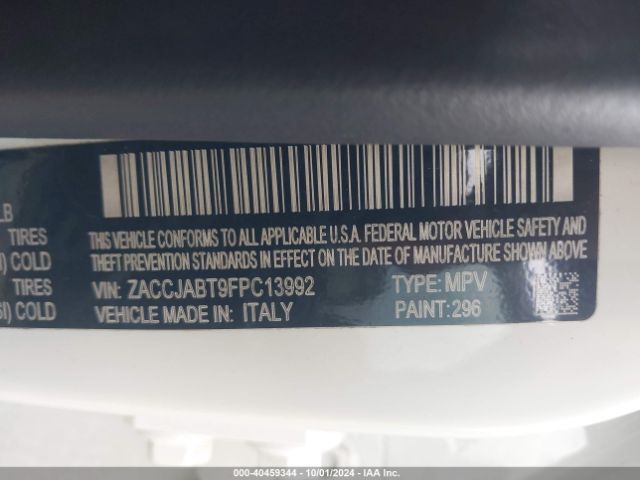 LB
TIRES
COLD
TIRES
SI) COLD
THIS VEHICLE CONFORMS TO ALL APPLICABLE U.S.A. FEDERAL MOTOR VEHICLE SAFETY AND
THEFT PREVENTION STANDARDS IN EFFECT ON THE DATE OF MANUFACTURE SHOWN ABOVE
VIN: ZACCJABT9FPC13992 TYPE: MPV
VEHICLE MADE IN: ITALY PAINT: 296
000-40459344 | 10/01/2024 | IAAI Inc.